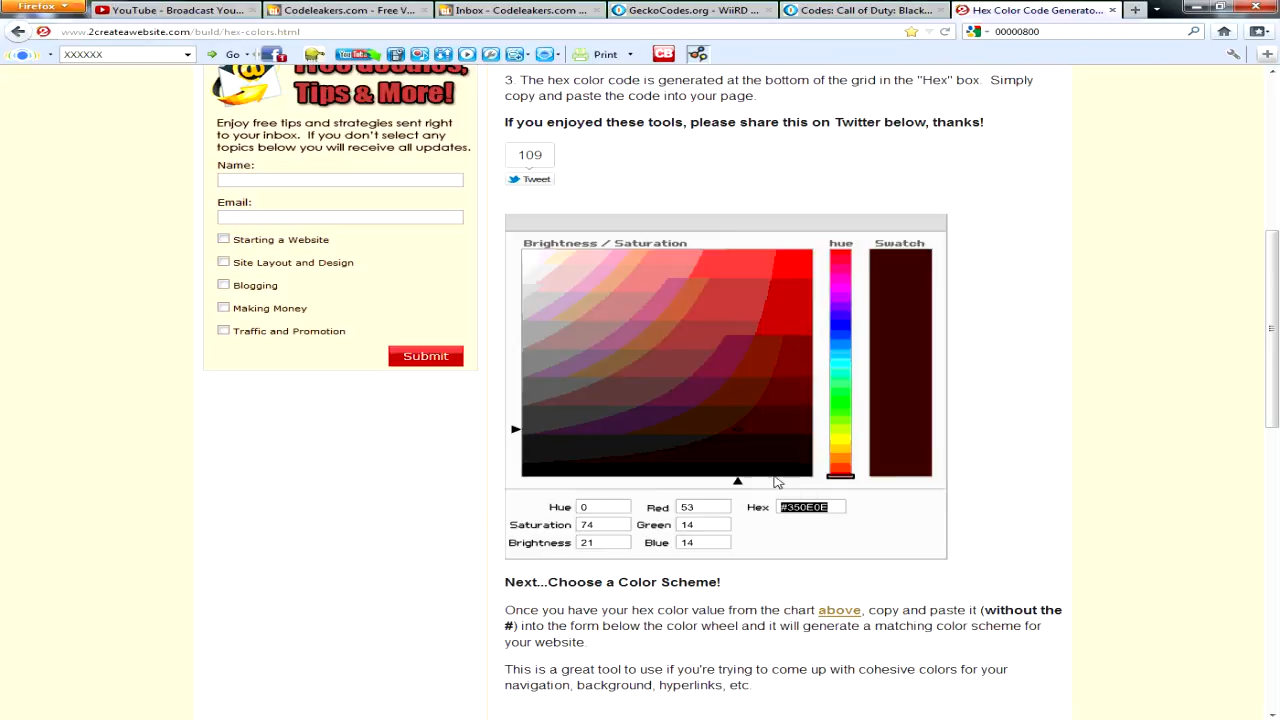 Firefox
YouTube - Broadcast You...
Codeleakers.com - Free V...
Inbox - Codeleakers.com ...
GeckoCodes.org - WiiRD ...
Codes: Call of Duty: Black...
Hex Color Code Generato...
www.2createawebsite.com/build/hex-colors.html
00000800
XXXXXX
Go
1
You Tube
Print
CB
Free Goodies,
Tips & More!
Enjoy free tips and strategies sent right
to your inbox. If you don't select any
topics below you will receive all updates.
Name:
Email:
Starting a Website
Site Layout and Design
Blogging
Making Money
Traffic and Promotion
Submit
3. The hex color code is generated at the bottom of the grid in the "Hex" box. Simply
copy and paste the code into your page.
If you enjoyed these tools, please share this on Twitter below, thanks!
109
Tweet
Brightness / Saturation
hue
Swatch
Hue 0 Red 53 Hex #350E0E
Saturation 74 Green 14
Brightness 21 Blue 14
Next...Choose a Color Scheme!
Once you have your hex color value from the chart above, copy and paste it (without the
#) into the form below the color wheel and it will generate a matching color scheme for
your website.
This is a great tool to use if you're trying to come up with cohesive colors for your
navigation, background, hyperlinks, etc.